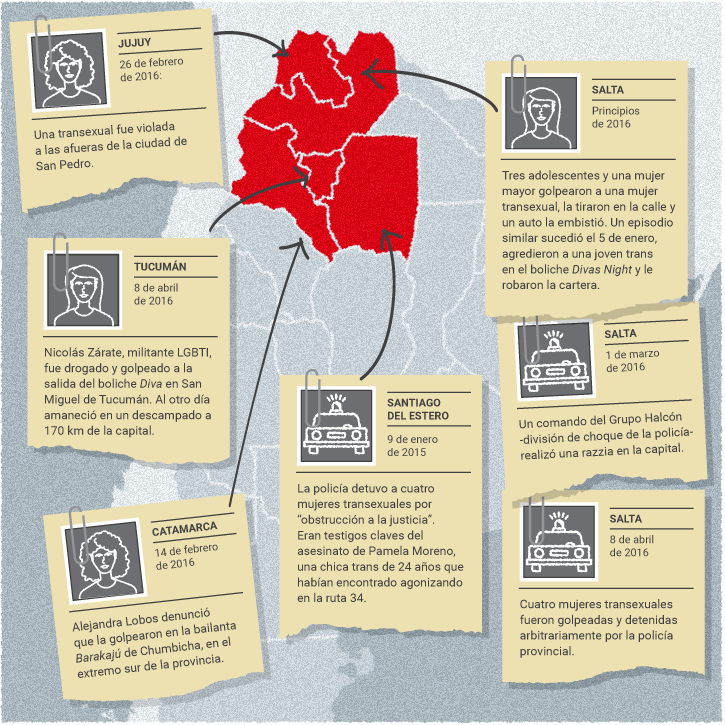 JUJUY
26 de febrero
de 2016:
Una transexual fue violada
a las afueras de la ciudad de
San Pedro.
SALTA
Principios
de 2016
Tres adolescentes y una mujer
mayor golpearon a una mujer
transexual, la tiraron en la calle y
un auto la embistió. Un episodio
similar sucedió el 5 de enero,
agredieron a una joven trans
en el boliche Divas Night y le
robaron la cartera.
TUCUMÁN
8 de abril
de 2016
Nicolás Zárate, militante LGBTI,
fue drogado y golpeado a la
salida del boliche Diva en San
Miguel de Tucumán. Al otro día
amaneció en un descampado a
170 km de la capital.
SALTA
1 de marzo
de 2016
Un comando del Grupo Halcón
-división de choque de la policía-
realizó una razzia en la capital.
SANTIAGO
DEL ESTERO
9 de enero
de 2015
La policía detuvo a cuatro
mujeres transexuales por
“obstrucción a la justicia”.
Eran testigos claves del
asesinato de Pamela Moreno,
una chica trans de 24 años que
habían encontrado agonizando
en la ruta 34.
CATAMARCA
14 de febrero
de 2016
Alejandra Lobos denunció
que la golpearon en la bailanta
Barakajú de Chumbicha, en el
extremo sur de la provincia.
SALTA
8 de abril
de 2016
Cuatro mujeres transexuales
fueron golpeadas y detenidas
arbitrariamente por la policía
provincial.